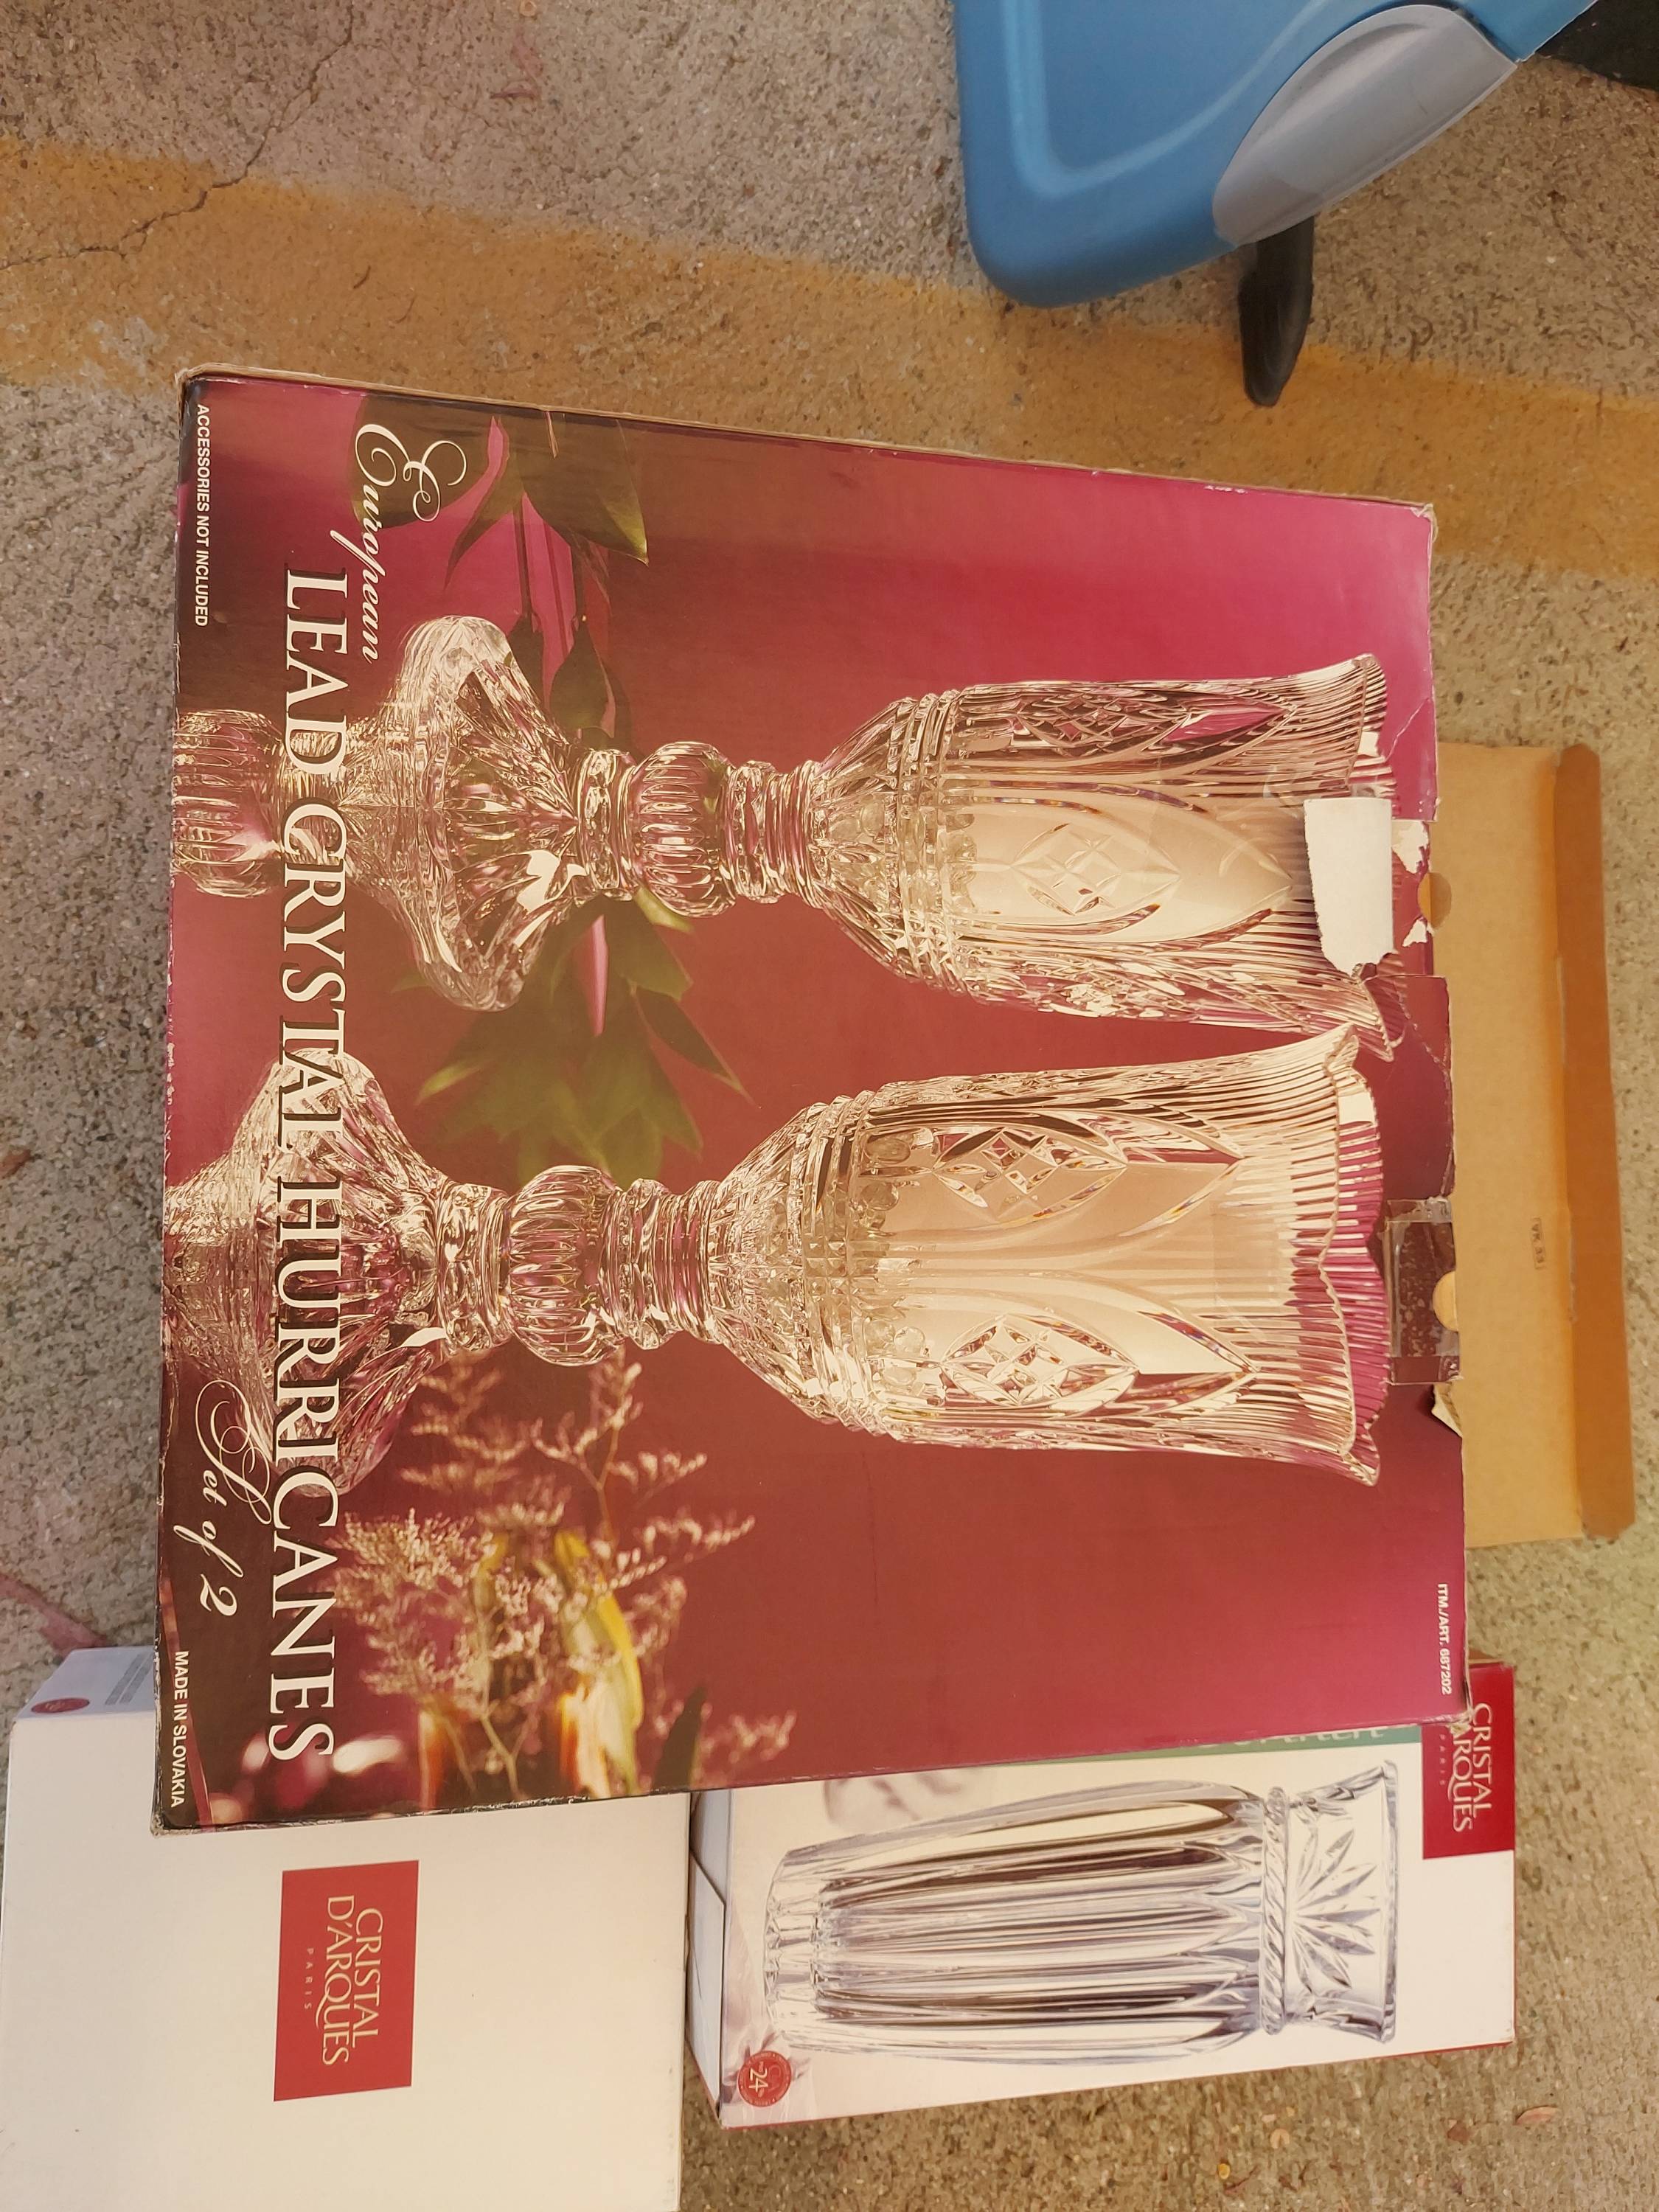 ITM./ART. 687202
European
LEAD CRYSTAL HURRICANES
Set of 2
ACCESSORIES NOT INCLUDED
MADE IN SLOVAKIA
CRISTAL
D'ARQUES
PARIS
CRISTAL
D'ARQUES
PARIS
24